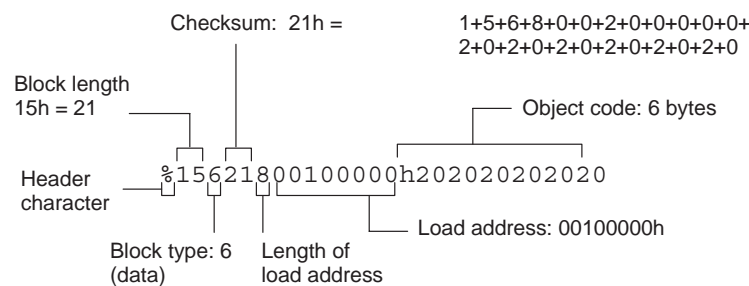 Checksum: 21h =
1+5+6+8+0+0+2+0+0+0+0+0+
2+0+2+0+2+0+2+0+2+0+2+0
Block length
15h = 21
Object code: 6 bytes
%1562180010000​0h202020202020
Header
character
Load address: 00100000h
Block type: 6
(data)
Length of
load address